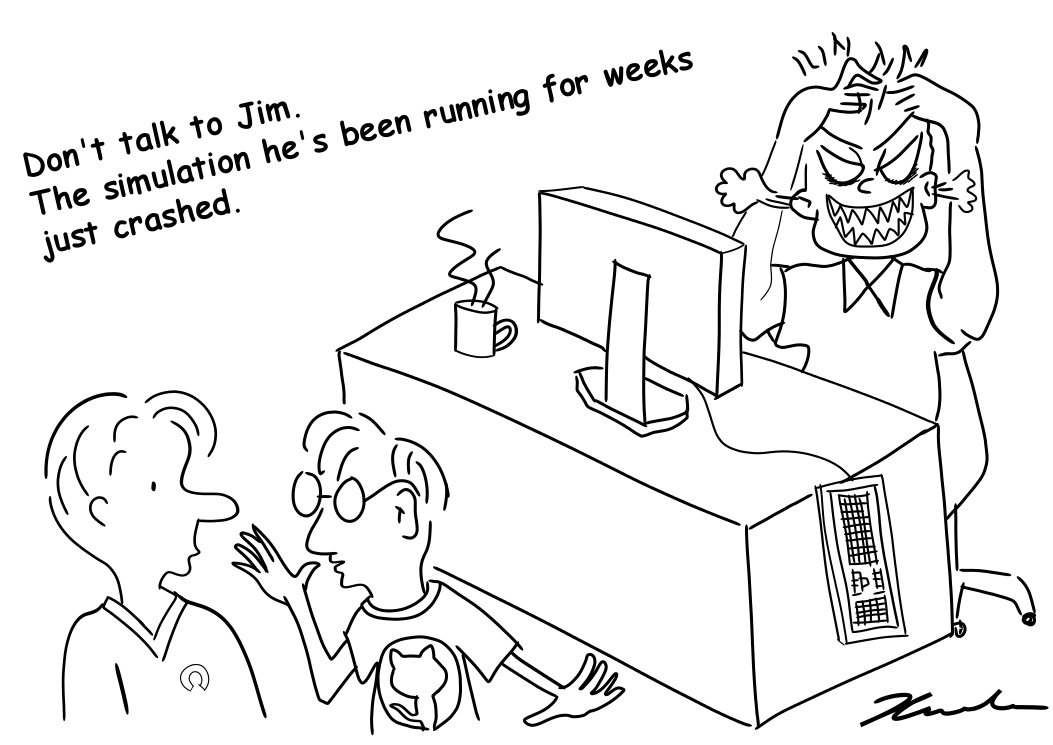 Don't talk to Jim.
The simulation he's been running for weeks
just crashed.